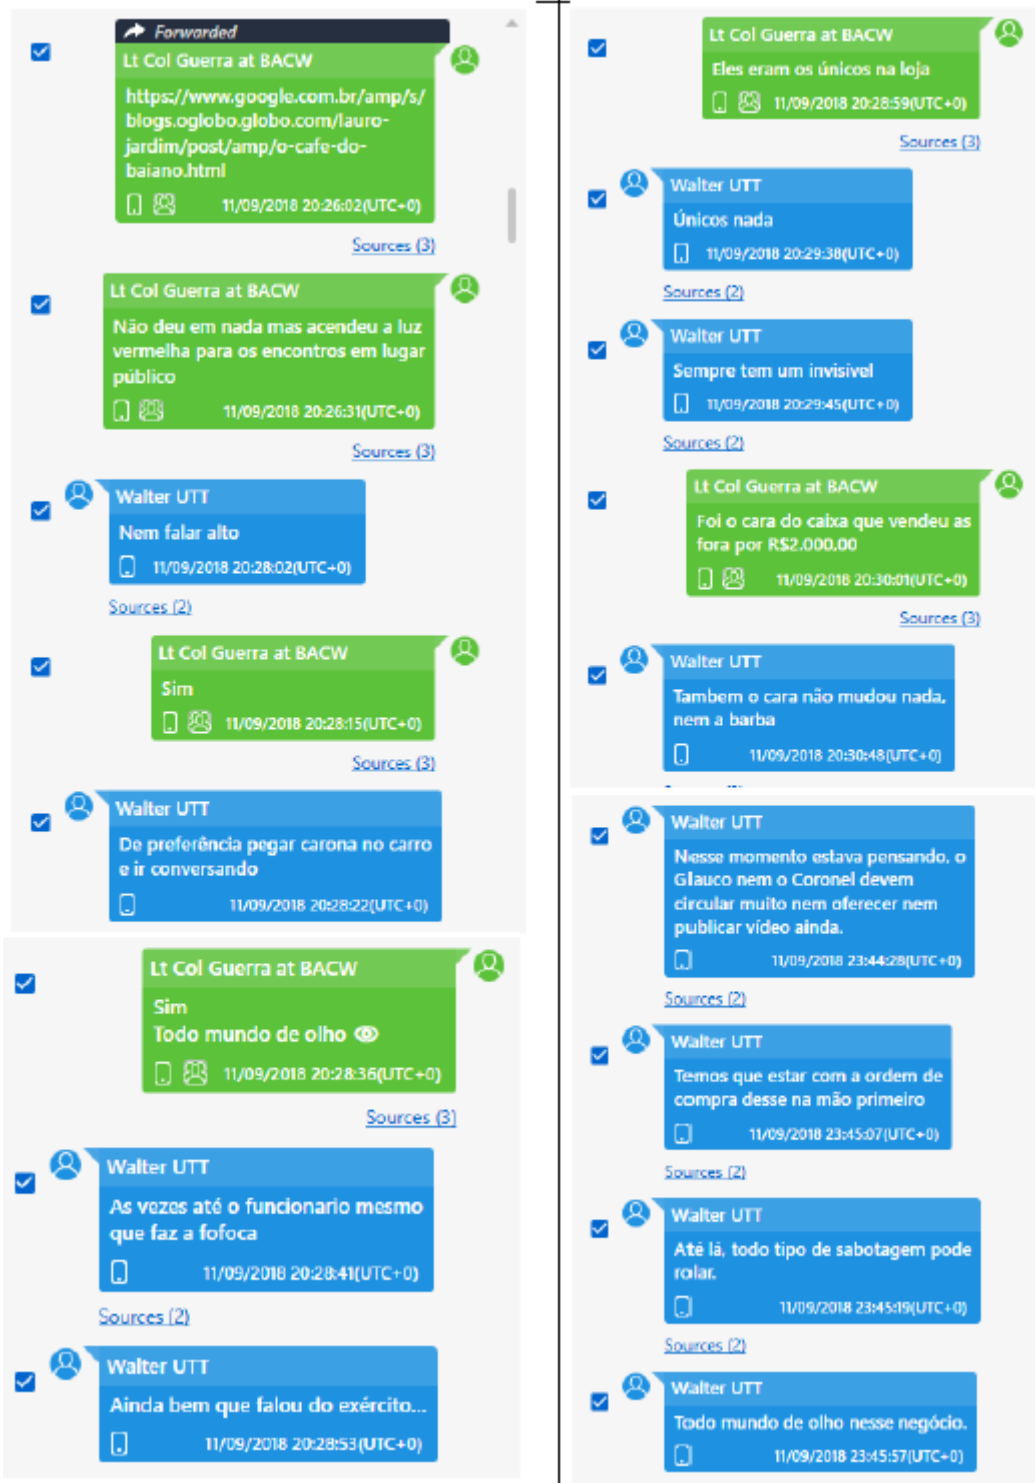 Forwarded
Lt Col Guerra at BACW
https://www.google.com.br/amp/s/
blogs.oglobo.globo.com/lauro-
jardim/post/amp/o-cafe-do-
baiano.html
11/09/2018 20:26:02(UTC+0)
Sources (3)
Lt Col Guerra at BACW
Não deu em nada mas acendeu a luz
vermelha para os encontros em lugar
público
11/09/2018 20:26:31(UTC+0)
Sources (3)
Walter UTT
Nem falar alto
11/09/2018 20:28:02(UTC+0)
Sources (2)
Lt Col Guerra at BACW
Sim
11/09/2018 20:28:15(UTC+0)
Sources (3)
Walter UTT
De preferência pegar carona no carro
e ir conversando
11/09/2018 20:28:22(UTC+0)
Lt Col Guerra at BACW
Sim
Todo mundo de olho 👁
11/09/2018 20:28:36(UTC+0)
Sources (3)
Walter UTT
As vezes até o funcionario mesmo
que faz a fofoca
11/09/2018 20:28:41(UTC+0)
Sources (2)
Walter UTT
Ainda bem que falou do exército...
11/09/2018 20:28:53(UTC+0)
Lt Col Guerra at BACW
Eles eram os únicos na loja
11/09/2018 20:28:59(UTC+0)
Sources (3)
Walter UTT
Únicos nada
11/09/2018 20:29:38(UTC+0)
Sources (2)
Walter UTT
Sempre tem um invisivel
11/09/2018 20:29:45(UTC+0)
Sources (2)
Lt Col Guerra at BACW
Foi o cara do caixa que vendeu as
fora por R$2.000,00
11/09/2018 20:30:01(UTC+0)
Sources (3)
Walter UTT
Tambem o cara não mudou nada,
nem a barba
11/09/2018 20:30:48(UTC+0)
Walter UTT
Nesse momento estava pensando, o
Glauco nem o Coronel devem
circular muito nem oferecer nem
publicar vídeo ainda.
11/09/2018 23:44:28(UTC+0)
Sources (2)
Walter UTT
Temos que estar com a ordem de
compra desse na mão primeiro
11/09/2018 23:45:07(UTC+0)
Sources (2)
Walter UTT
Até lá, todo tipo de sabotagem pode
rolar.
11/09/2018 23:45:19(UTC+0)
Sources (2)
Walter UTT
Todo mundo de olho nesse negócio.
11/09/2018 23:45:57(UTC+0)